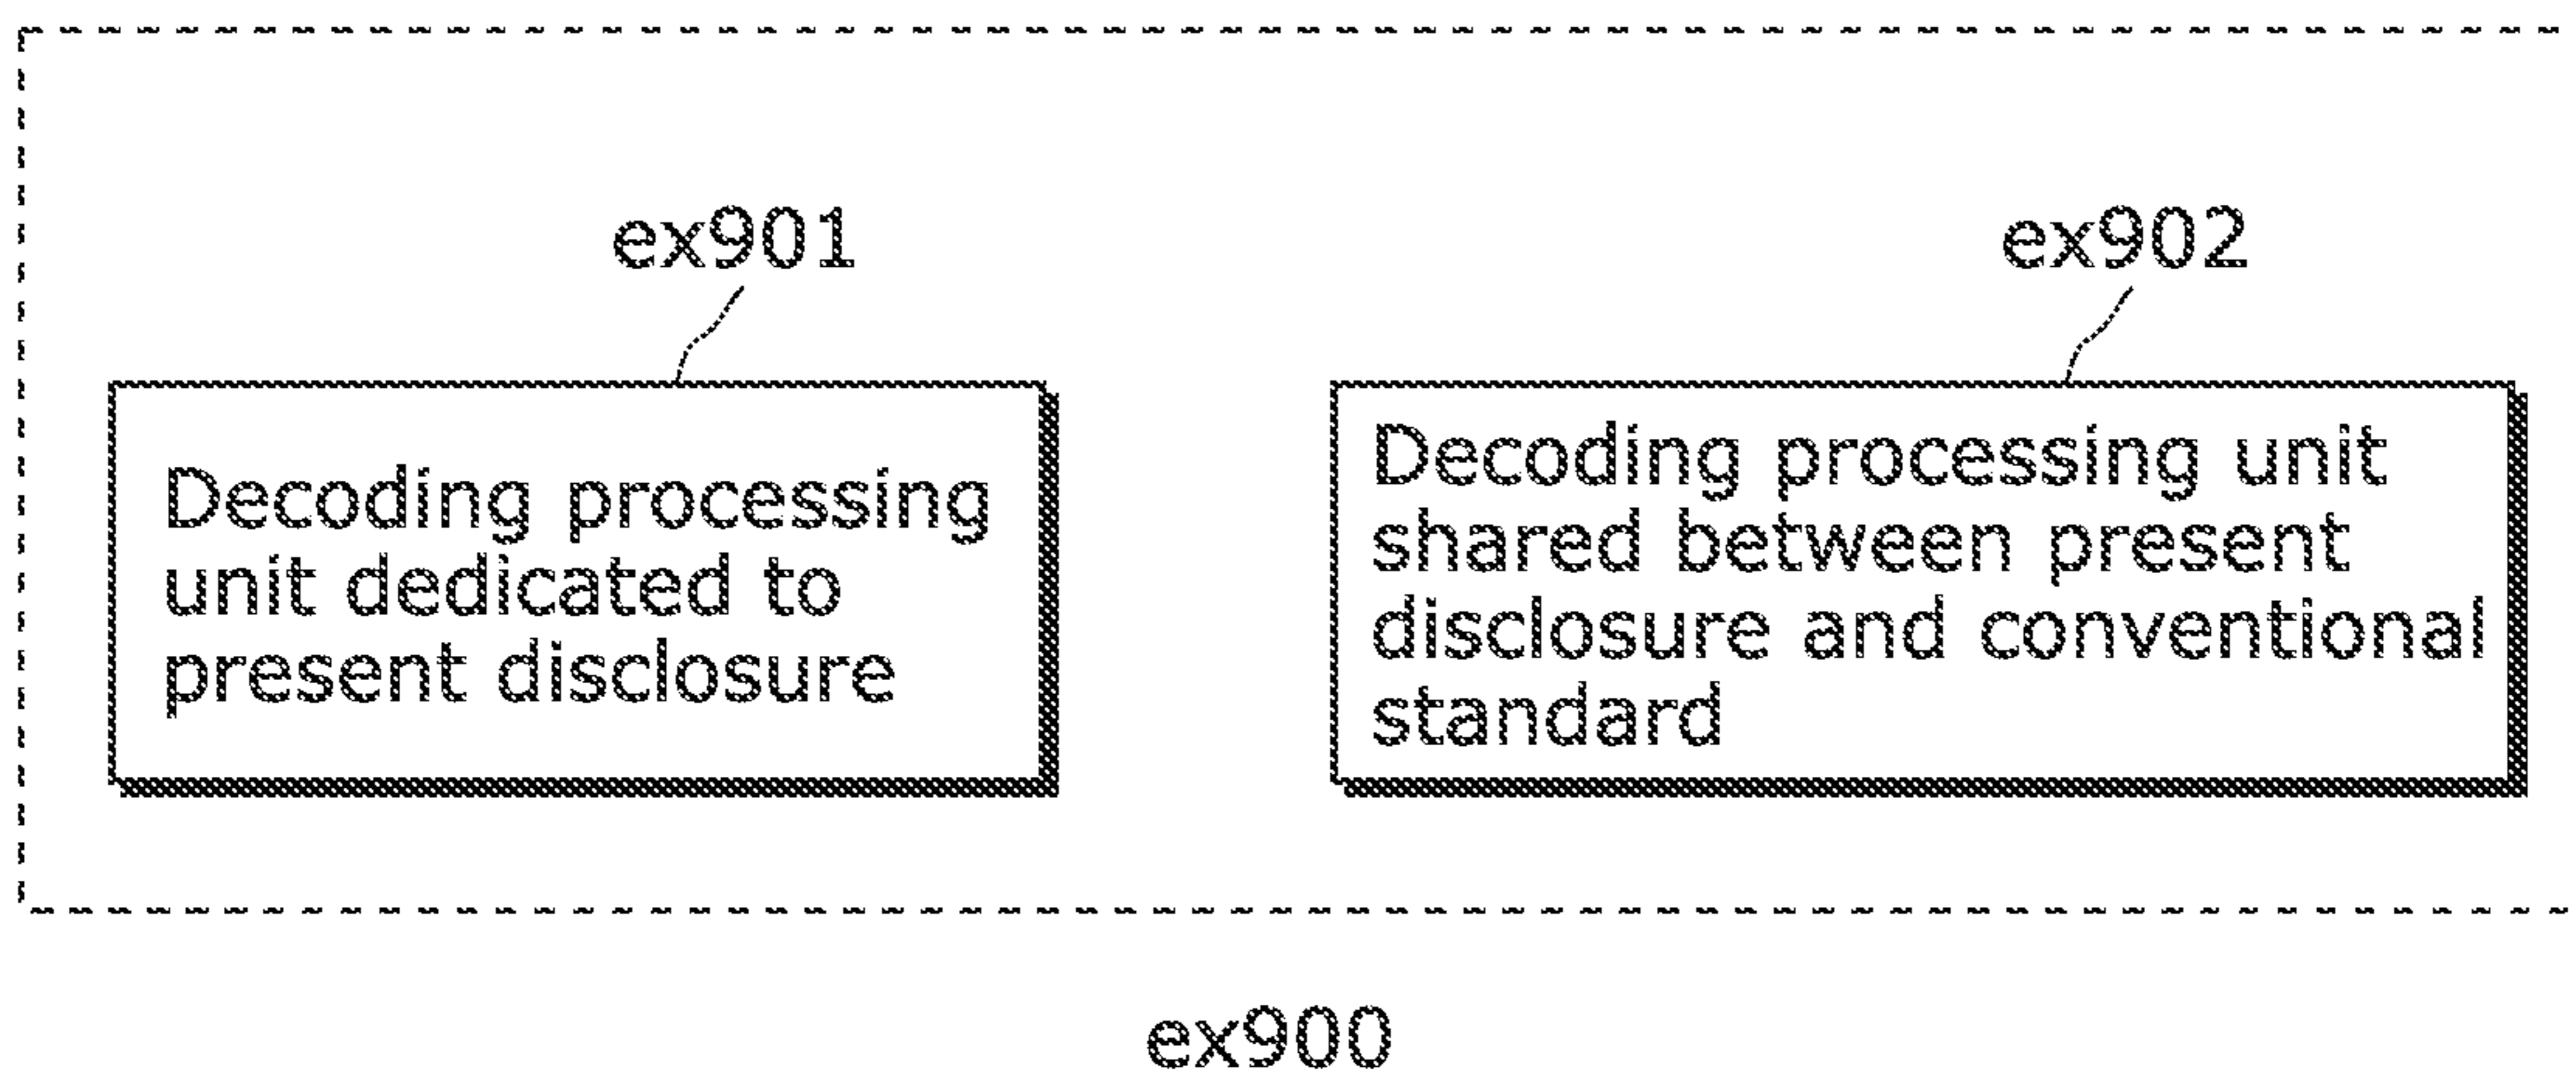 ex901
ex902
Decoding processing
unit dedicated to
present disclosure
Decoding processing unit
shared between present
disclosure and conventional
standard
ex900